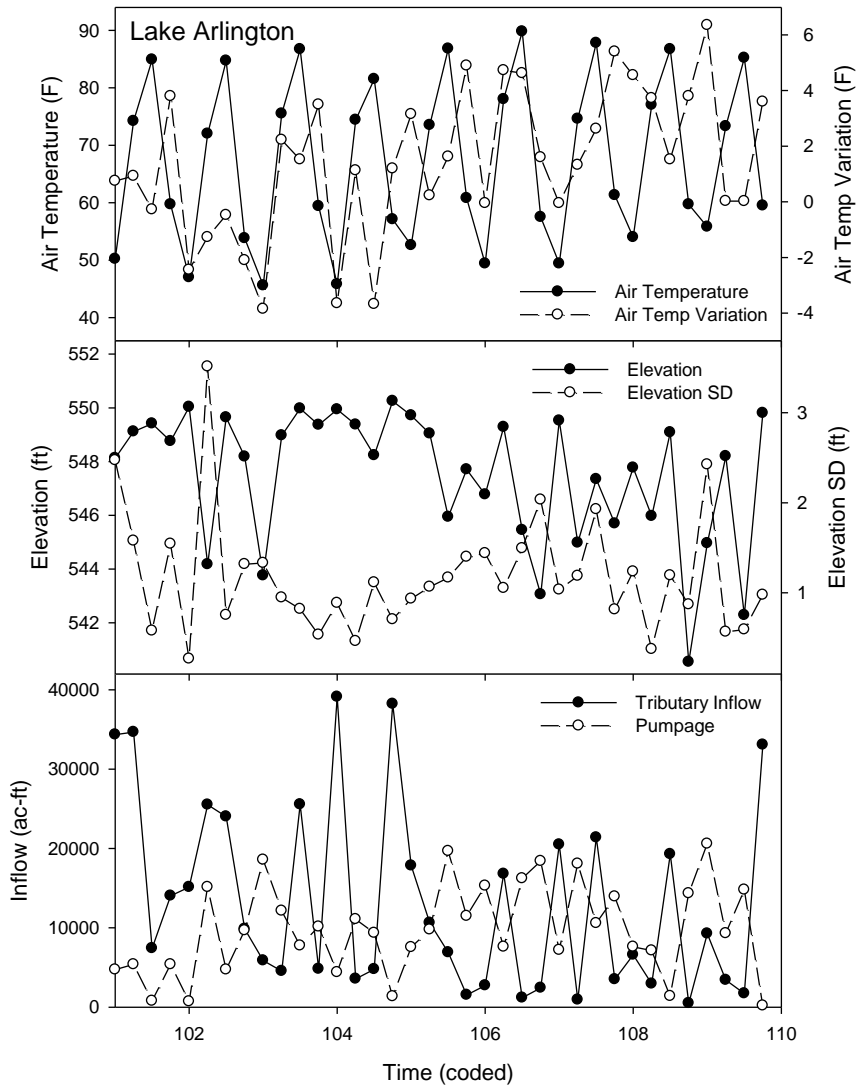 Lake Arlington
90
80
70
60
50
40
Air Temperature (F)
6
4
2
0
-2
-4
Air Temp Variation (F)
Air Temperature
Air Temp Variation
552
550
548
546
544
542
Elevation (ft)
3
2
1
Elevation SD (ft)
Elevation
Elevation SD
40000
30000
20000
10000
0
Inflow (ac-ft)
Tributary Inflow
Pumpage
102 104 106 108 110
Time (coded)